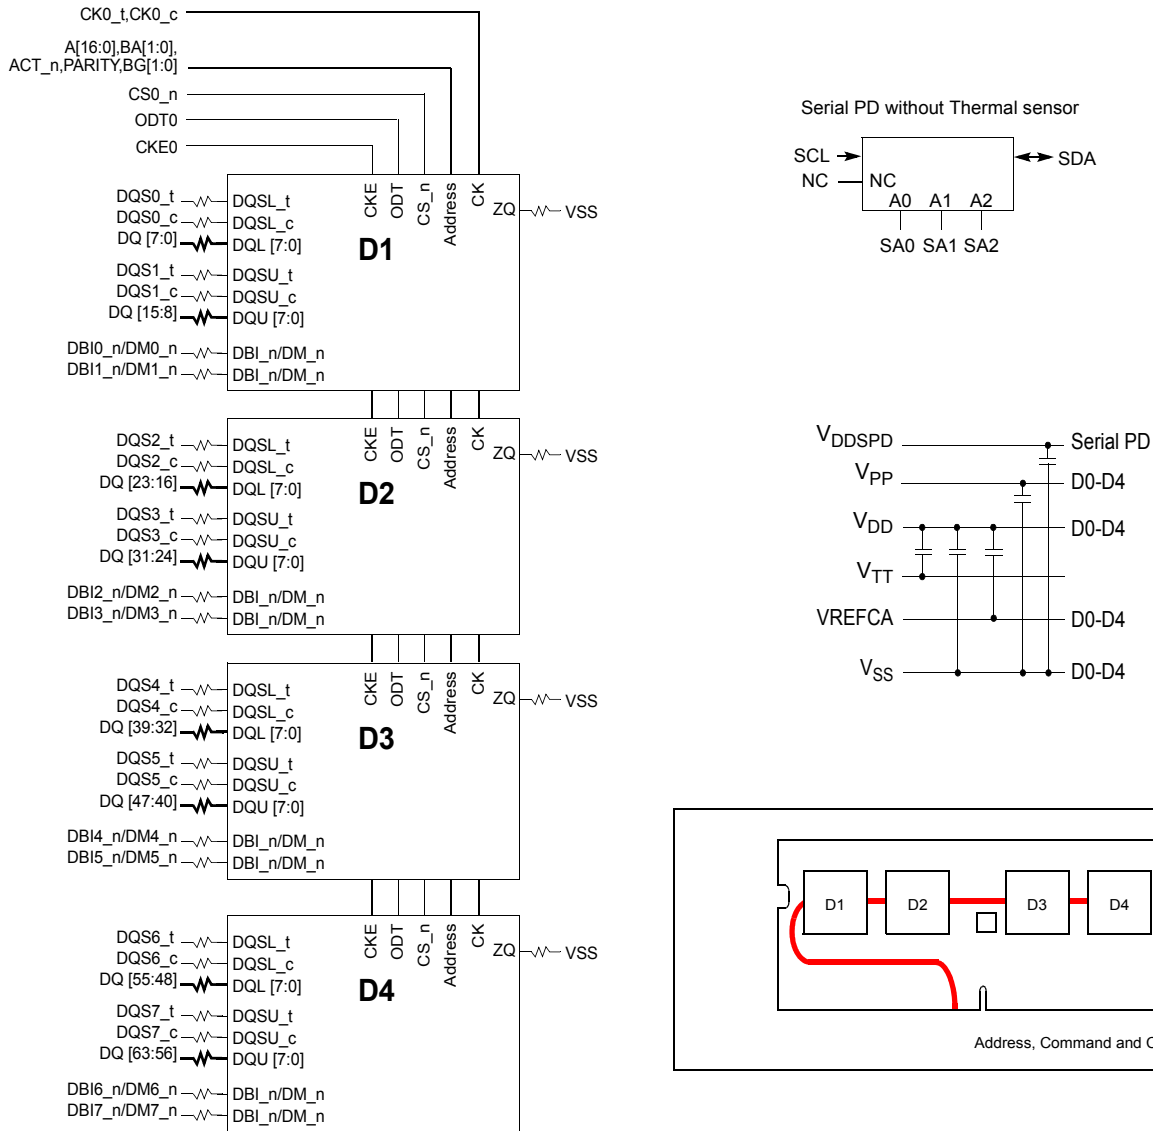 CK0_t,CK0_c
A[16:0],BA[1:0],
ACT_n,PARITY,BG[1:0]
CS0_n
ODT0
CKE0
DQS0_t
DQS0_c
DQ [7:0]
DQS1_t
DQS1_c
DQ [15:8]
DBI0_n/DM0_n
DBI1_n/DM1_n
DQSL_t
DQSL_c
DQL [7:0]
DQSU_t
DQSU_c
DQU [7:0]
DBI_n/DM_n
DBI_n/DM_n
CKE
ODT
CS_n
Address
CK
D1
ZQ
VSS
DQS2_t
DQS2_c
DQ [23:16]
DQS3_t
DQS3_c
DQ [31:24]
DBI2_n/DM2_n
DBI3_n/DM3_n
DQSL_t
DQSL_c
DQL [7:0]
DQSU_t
DQSU_c
DQU [7:0]
DBI_n/DM_n
DBI_n/DM_n
CKE
ODT
CS_n
Address
CK
D2
ZQ
VSS
DQS4_t
DQS4_c
DQ [39:32]
DQS5_t
DQS5_c
DQ [47:40]
DBI4_n/DM4_n
DBI5_n/DM5_n
DQSL_t
DQSL_c
DQL [7:0]
DQSU_t
DQSU_c
DQU [7:0]
DBI_n/DM_n
DBI_n/DM_n
CKE
ODT
CS_n
Address
CK
D3
ZQ
VSS
DQS6_t
DQS6_c
DQ [55:48]
DQS7_t
DQS7_c
DQ [63:56]
DBI6_n/DM6_n
DBI7_n/DM7_n
DQSL_t
DQSL_c
DQL [7:0]
DQSU_t
DQSU_c
DQU [7:0]
DBI_n/DM_n
DBI_n/DM_n
CKE
ODT
CS_n
Address
CK
D4
ZQ
VSS
Serial PD without Thermal sensor
SCL
SDA
NC
NC
A0 A1 A2
SA0 SA1 SA2
VDDSPD
Serial PD
VPP
D0-D4
VDD
D0-D4
VTT
VREFCA
D0-D4
VSS
D0-D4
D1
D2
D3
D4
Address, Command and